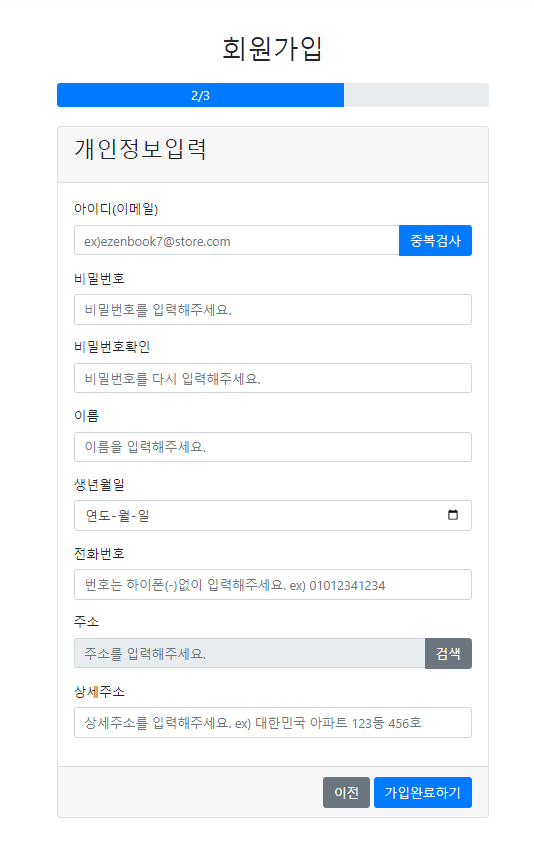 회원가입
2/3
개인정보입력
아이디(이메일)
ex)ezenbook7@store.com 중복검사
비밀번호
비밀번호를 입력해주세요.
비밀번호확인
비밀번호를 다시 입력해주세요.
이름
이름을 입력해주세요.
생년월일
연도-월-일
전화번호
번호는 하이폰(-)없이 입력해주세요. ex) 01012341234
주소
주소를 입력해주세요. 검색
상세주소
상세주소를 입력해주세요. ex) 대한민국 아파트 123동 456호
이전 가입완료하기